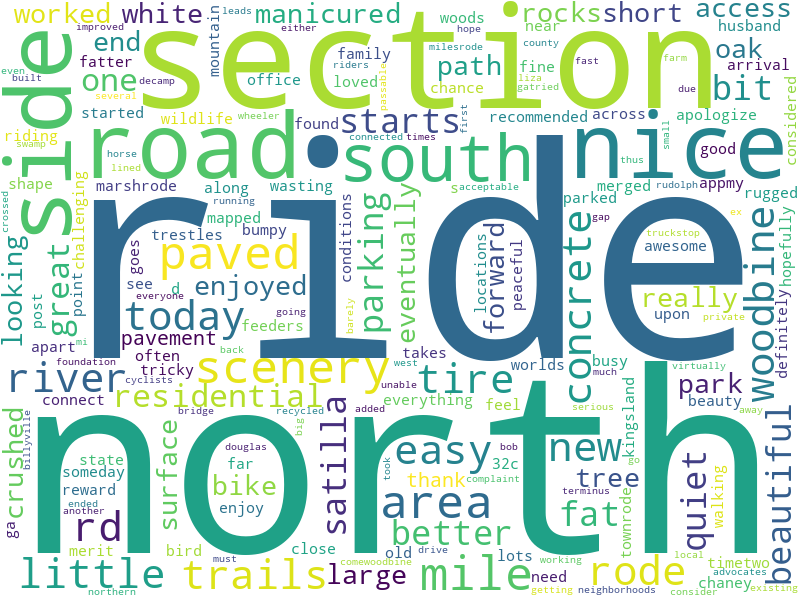 improved leads
worked white manicured rocks short access
built either hope woods near county husband
decamp riders milesrode
section
side
mountain
end family path fine fast farm oak
even fatter office loved chance liza gatried due arrival
one several passable bit
started wildlife wheeler found starts first recommended across apologize
riding swamp
road south nice
horse connected times small considered
lined thus good
shape marshrode along wasting s acceptable merged rudolph appmy
crossed challenging running parked gap rugged
ride
mapped
trestles bumpy conditions parking eventually forward locations peaceful concrete truckstop ex
looking post great point goes see d paved enjoyed awesome woodbine hopefully
really
today feeders barely upon private definitely
mi pavement everyone going
apart often takes worlds busy virtually
river foundation tricky back scenery west tire much
connect cyclists residential unable everything feel kingsland park beauty away
bridge recycled added serious
north
crushed billyville surface satilla big
state douglas easy bob new
someday far took 32c tree quiet walking beautiful
reward bike thank complaint go
rd ended enjoy area terminus fat
ga another
merit bird close old better lots townrode must drive working local timetwo
little northern trails large comewoodbine mile need getting rode neighborhoods consider chaney advocates existing